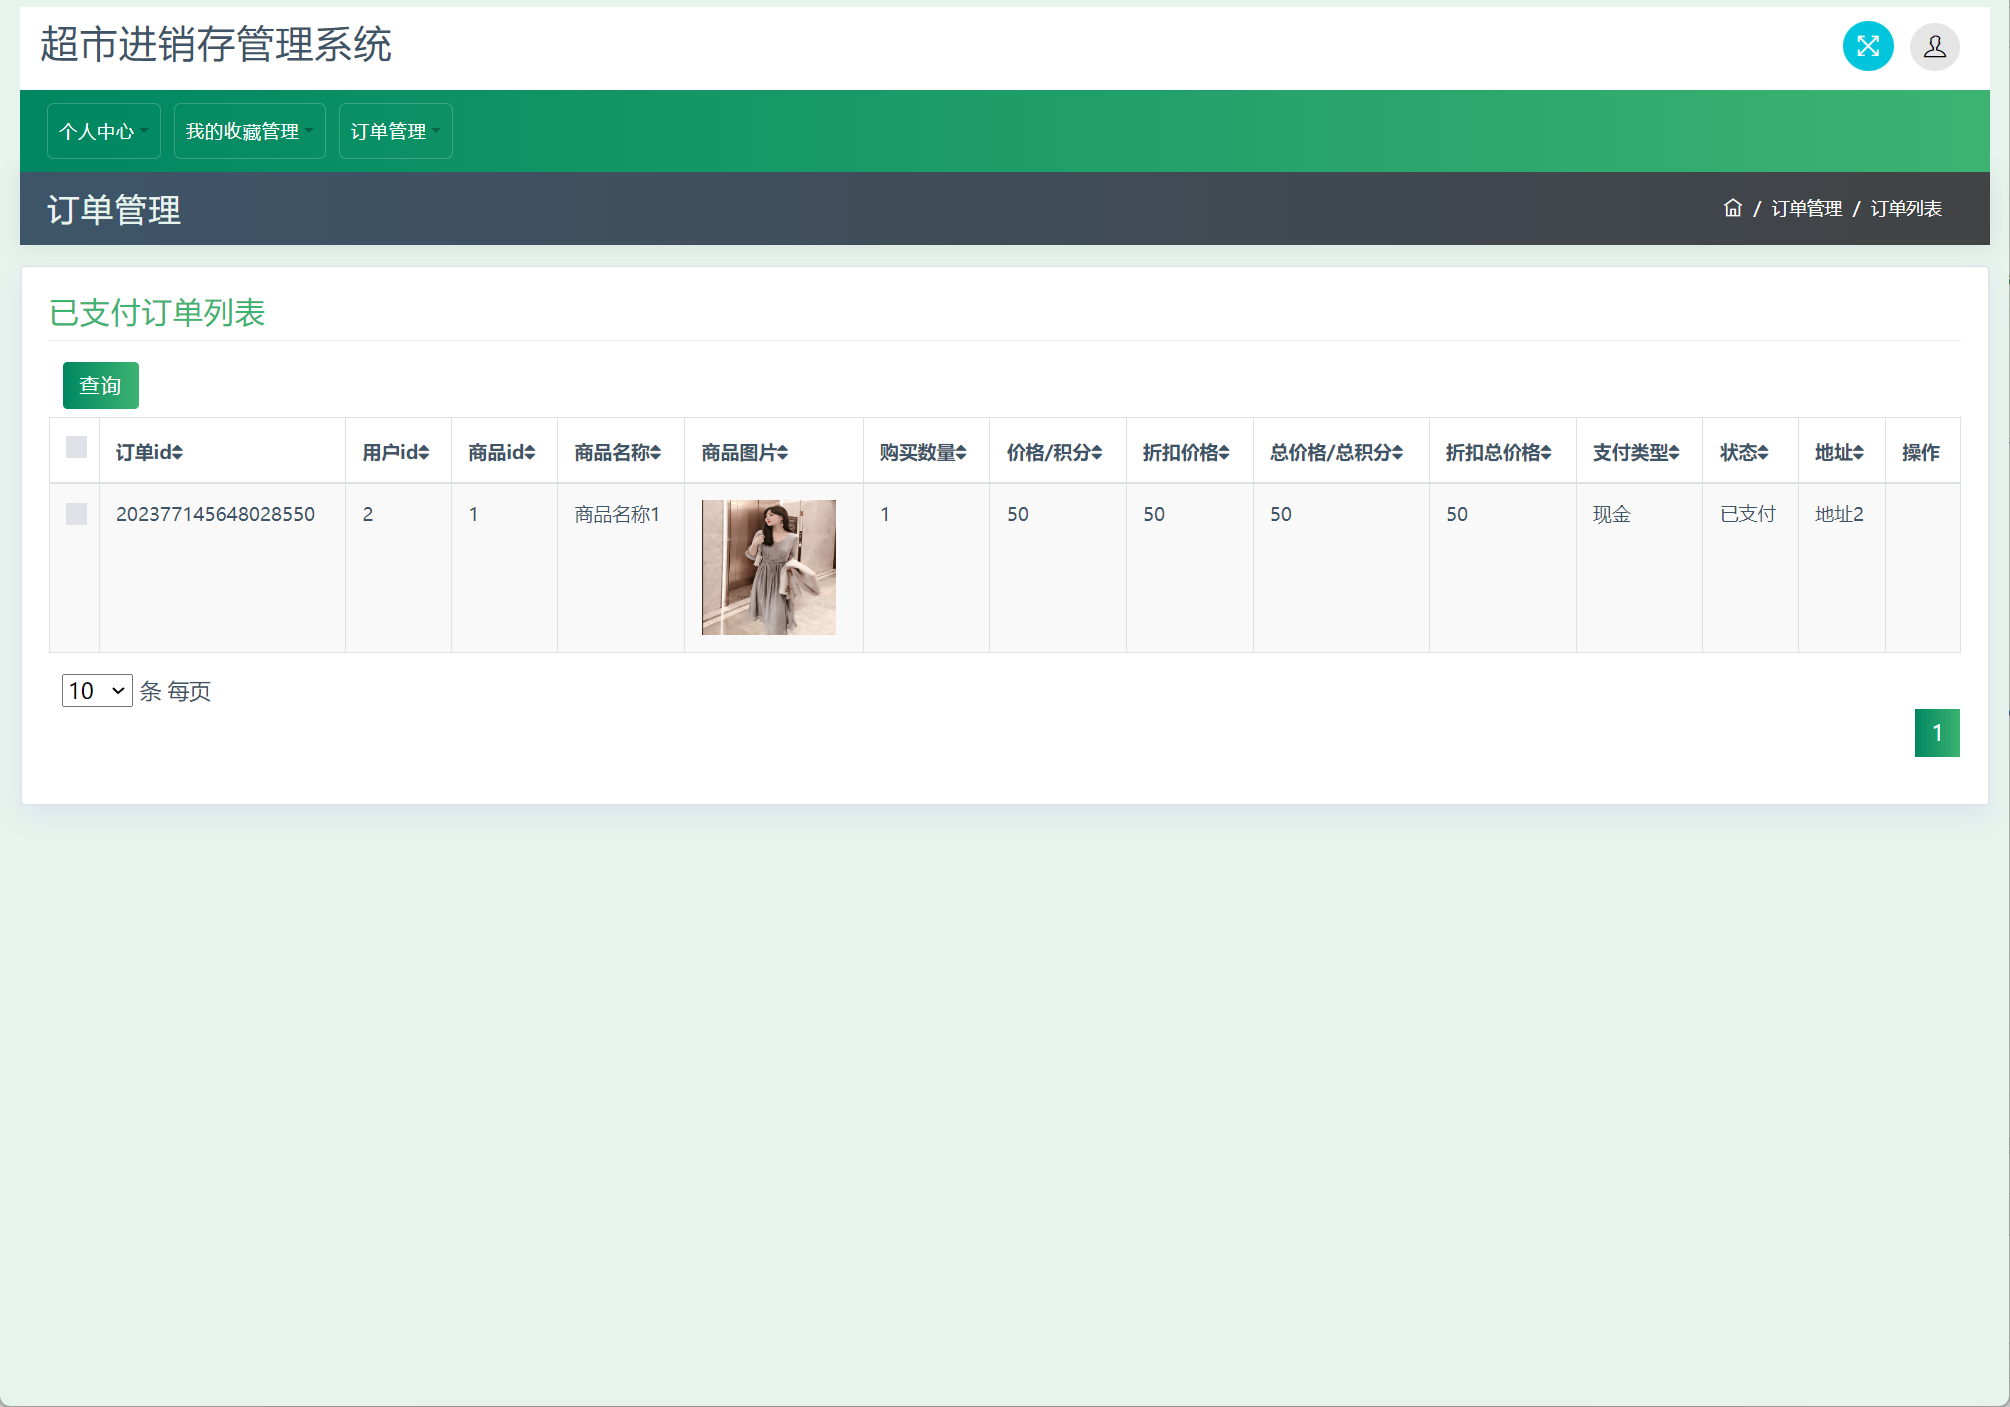 超市进销存管理系统
个人中心 我的收藏管理 订单管理
订单管理
/ 订单管理 / 订单列表
已支付订单列表
查询
订单id 用户id 商品id 商品名称 商品图片 购买数量 价格/积分 折扣价格 总价格/总积分 折扣总价格 支付类型 状态 地址 操作
202377145648028550 2 1 商品名称1 1 50 50 50 50 现金 已支付 地址2
10 条 每页
1